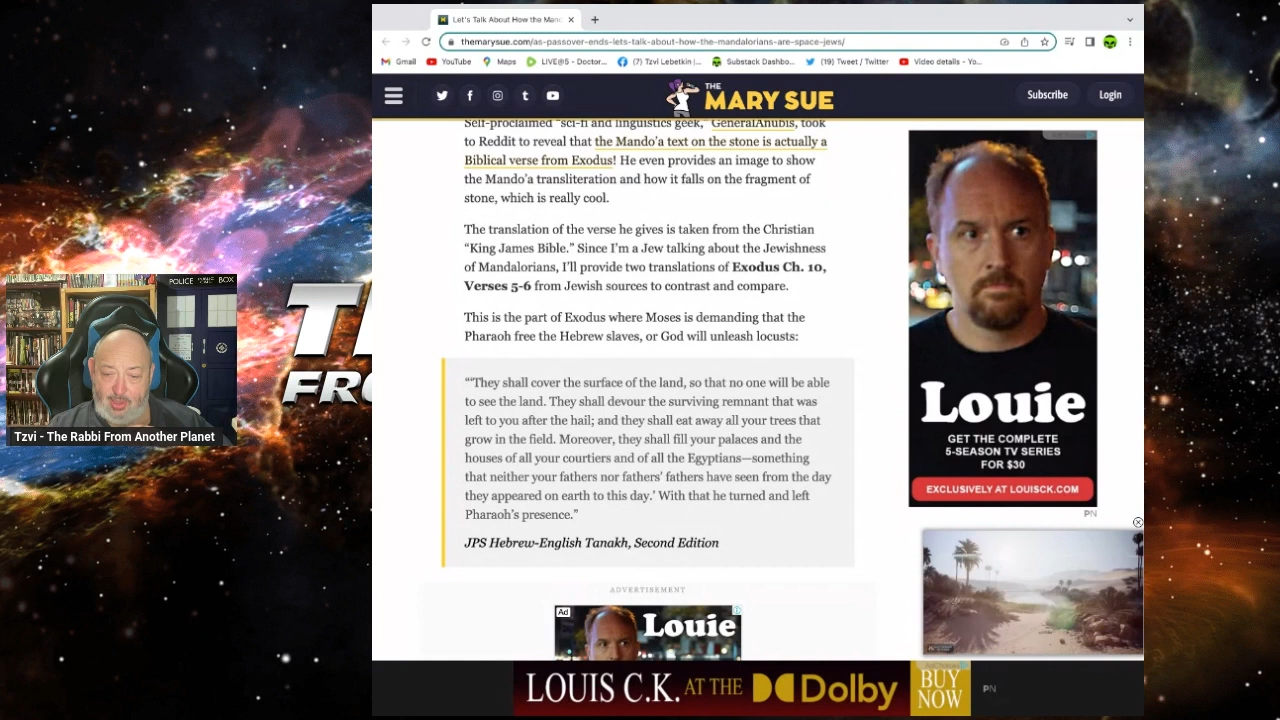 Let's Talk About How the Manc
themarysue.com/as-passover-ends-lets-talk-about-how-the-mandalorians-are-space-jews/
Gmail
YouTube
Maps
LIVE@5 - Doctor...
(7) Tzvi Lebetkin |...
Substack Dashbo...
(19) Tweet / Twitter
Video details - Yo...
THE
MARY SUE
Subscribe
Login
Self-proclaimed "sci-fi and linguistics geek," GeneralAnubis, took
to Reddit to reveal that the Mando'a text on the stone is actually a
Biblical verse from Exodus! He even provides an image to show
the Mando'a transliteration and how it falls on the fragment of
stone, which is really cool.
The translation of the verse he gives is taken from the Christian
“King James Bible.” Since I’m a Jew talking about the Jewishness
of Mandalorians, I’ll provide two translations of Exodus Ch. 10,
Verses 5-6 from Jewish sources to contrast and compare.
This is the part of Exodus where Moses is demanding that the
Pharaoh free the Hebrew slaves, or God will unleash locusts:
“‘They shall cover the surface of the land, so that no one will be able
to see the land. They shall devour the surviving remnant that was
left to you after the hail; and they shall eat away all your trees that
grow in the field. Moreover, they shall fill your palaces and the
houses of all your courtiers and of all the Egyptians—something
that neither your fathers nor fathers’ fathers have seen from the day
they appeared on earth to this day.’ With that he turned and left
Pharaoh’s presence.”
JPS Hebrew-English Tanakh, Second Edition
ADVERTISEMENT
Ad
Louie
Louie
GET THE COMPLETE
5-SEASON TV SERIES
FOR $30
EXCLUSIVELY AT LOUISCK.COM
PN
LOUIS C.K. AT THE Dolby
BUY
NOW
PN
POLICE
BOX
Tzvi - The Rabbi From Another Planet
T
FRO